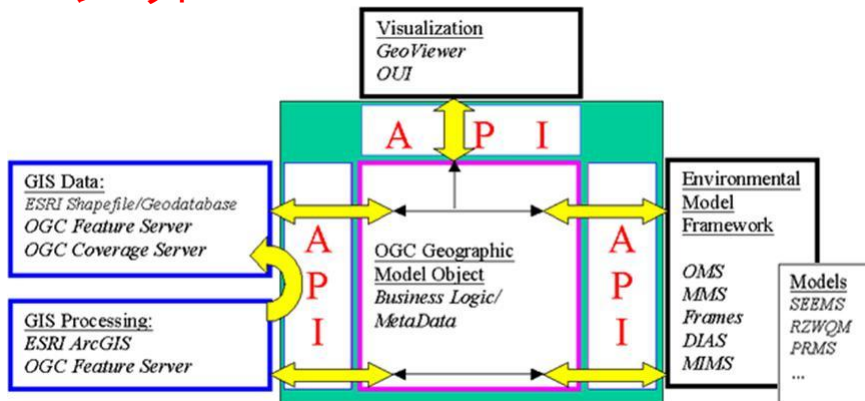 Visualization
GeoViewer
OUI
A P I
GIS Data:
ESRI Shapefile/Geodatabase
OGC Feature Server
OGC Coverage Server
GIS Processing:
ESRI ArcGIS
OGC Feature Server
A
P
I
OGC Geographic
Model Object
Business Logic/
MetaData
A
P
I
Environmental
Model
Framework
OMS
MMS
Frames
DIAS
MIMS
Models
SEEMS
RZWQM
PRMS
...